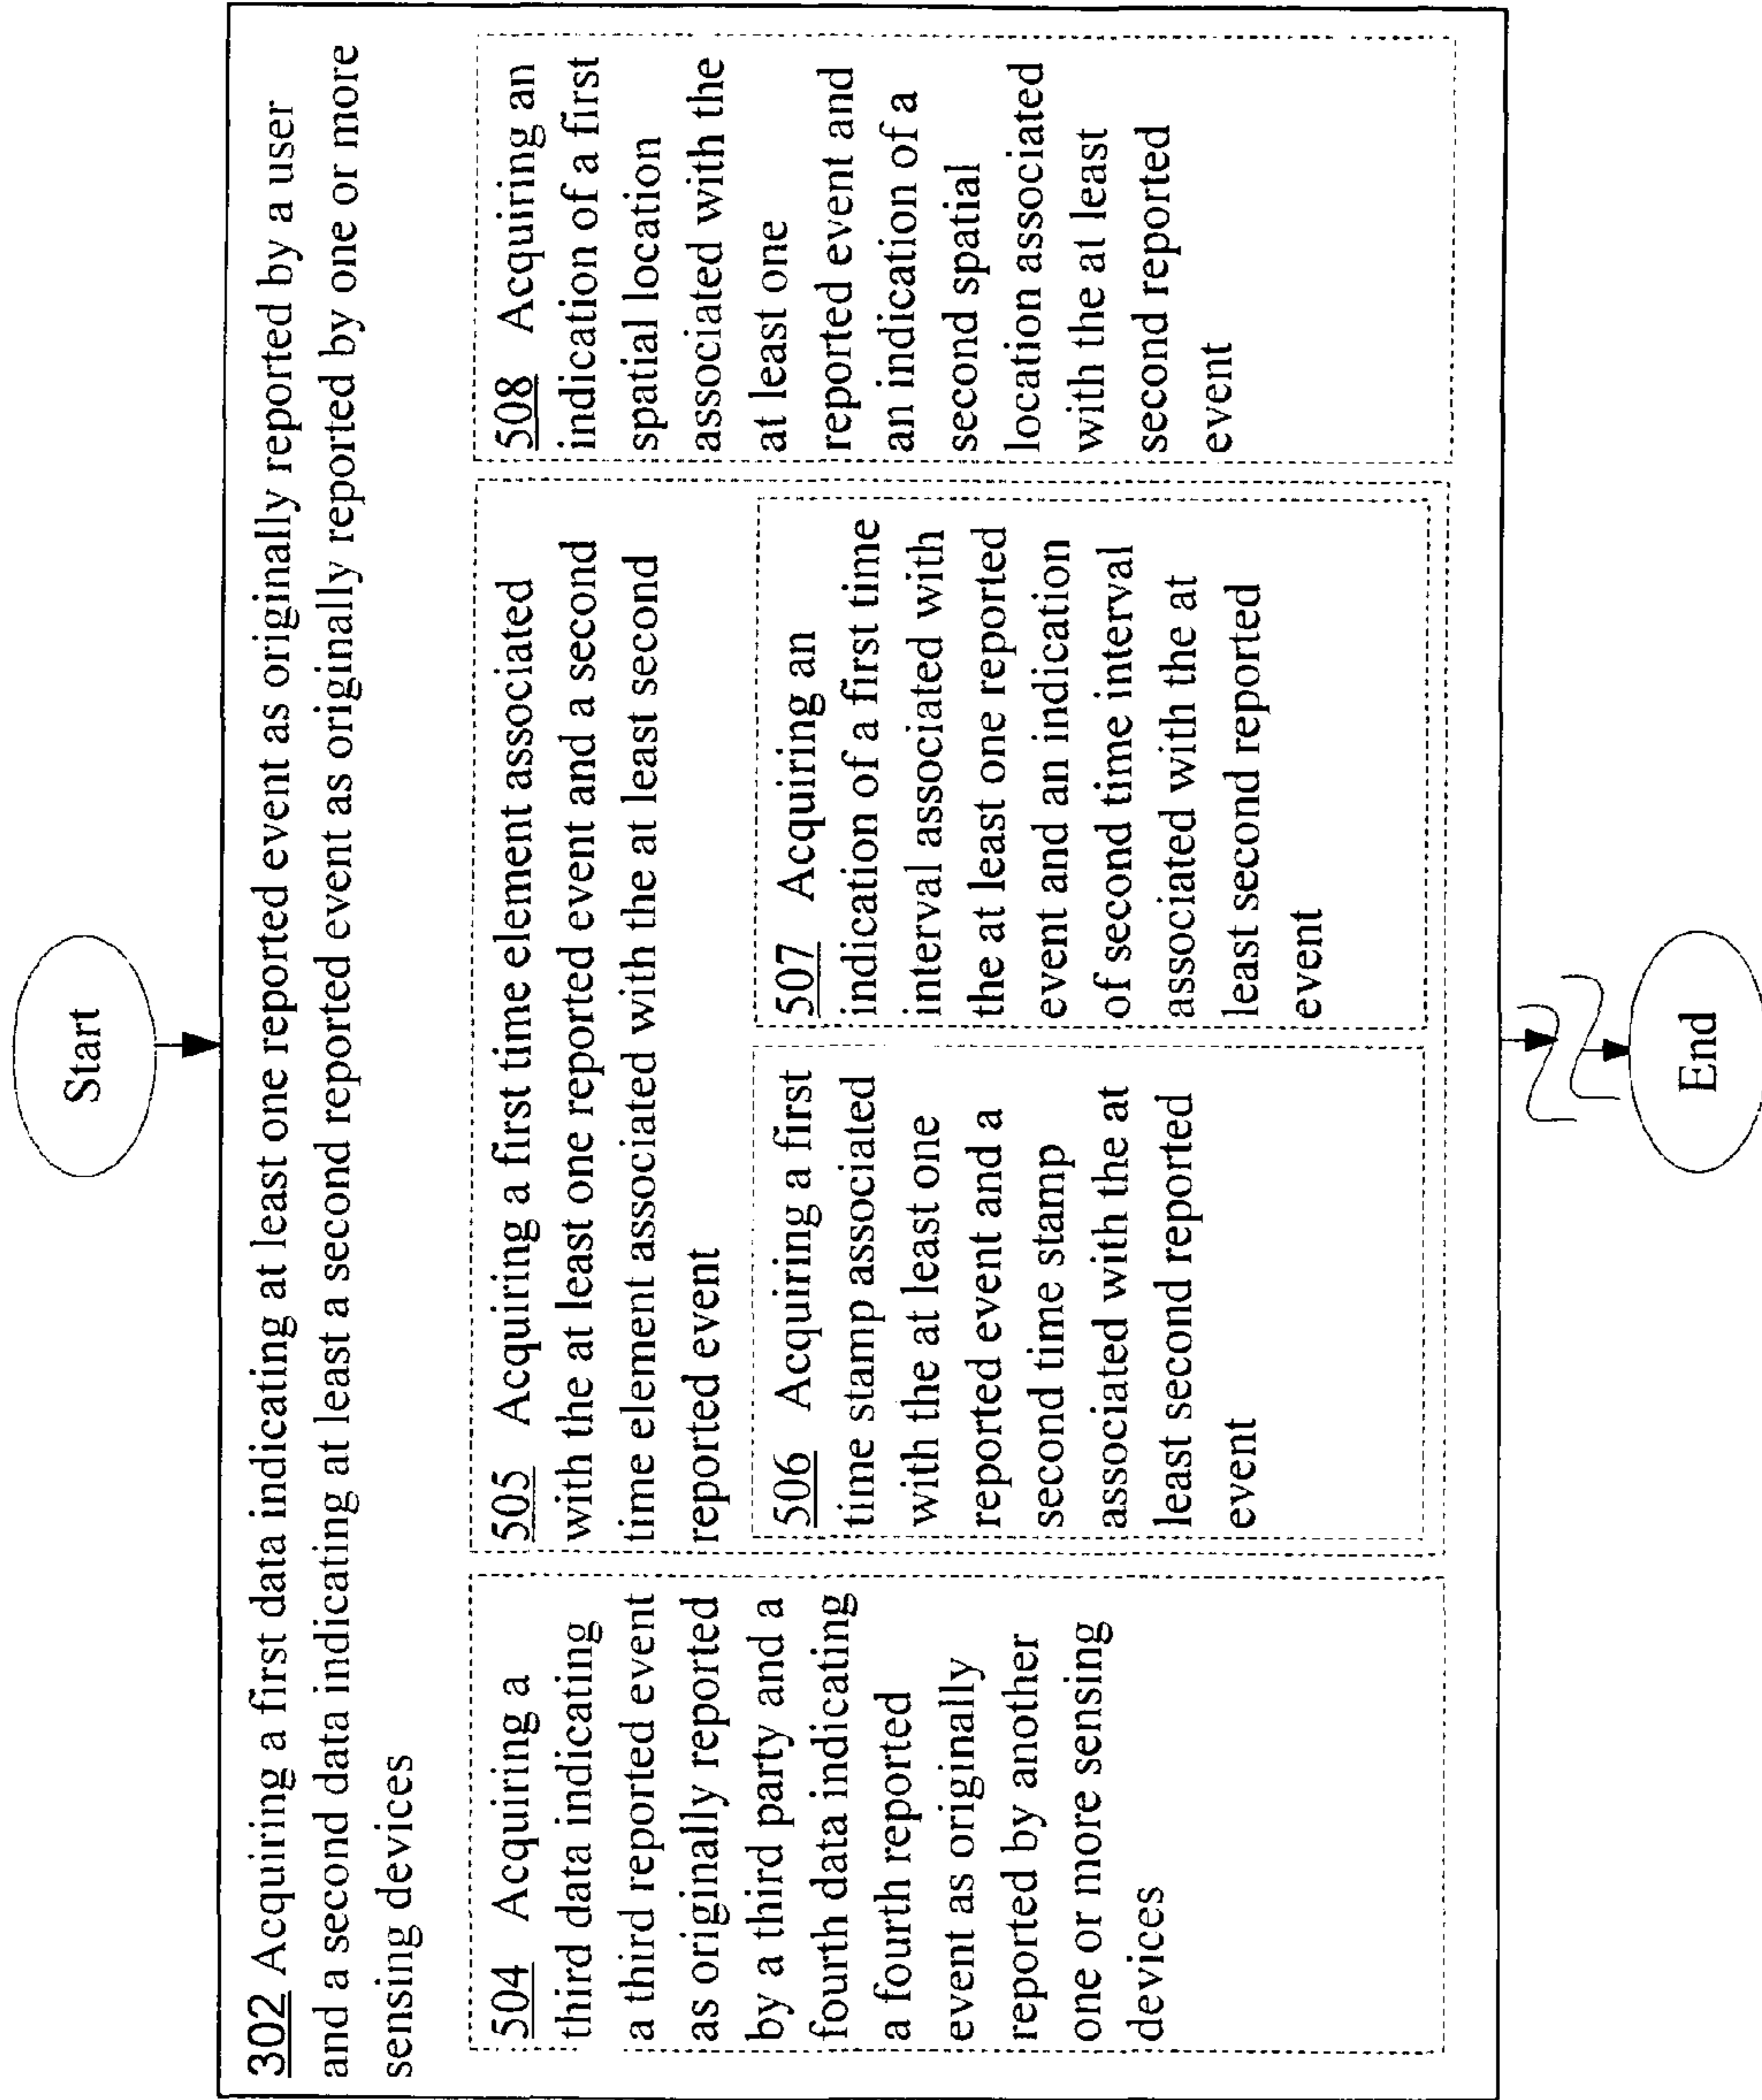 Start
302 Acquiring a first data indicating at least one reported event as originally reported by a user
and a second data indicating at least a second reported event as originally reported by one or more
sensing devices
504 Acquiring a
third data indicating
a third reported event
as originally reported
by a third party and a
fourth data indicating
a fourth reported
event as originally
reported by another
one or more sensing
devices
505 Acquiring a first time element associated
with the at least one reported event and a second
time element associated with the at least second
reported event
506 Acquiring a first
time stamp associated
with the at least one
reported event and a
second time stamp
associated with the at
least second reported
event
507 Acquiring an
indication of a first time
interval associated with
the at least one reported
event and an indication
of second time interval
associated with the at
least second reported
event
508 Acquiring an
indication of a first
spatial location
associated with the
at least one
reported event and
an indication of a
second spatial
location associated
with the at least
second reported
event
End